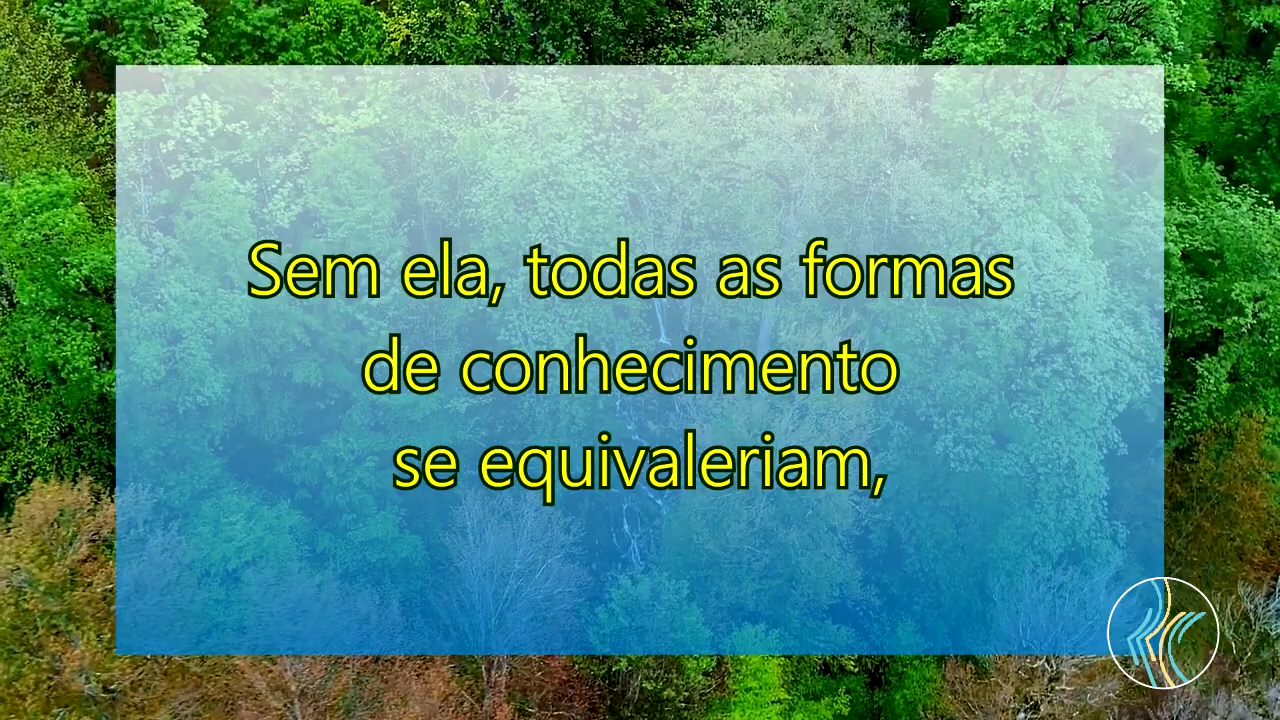 Sem ela, todas as formas
de conhecimento
se equivaleriam,